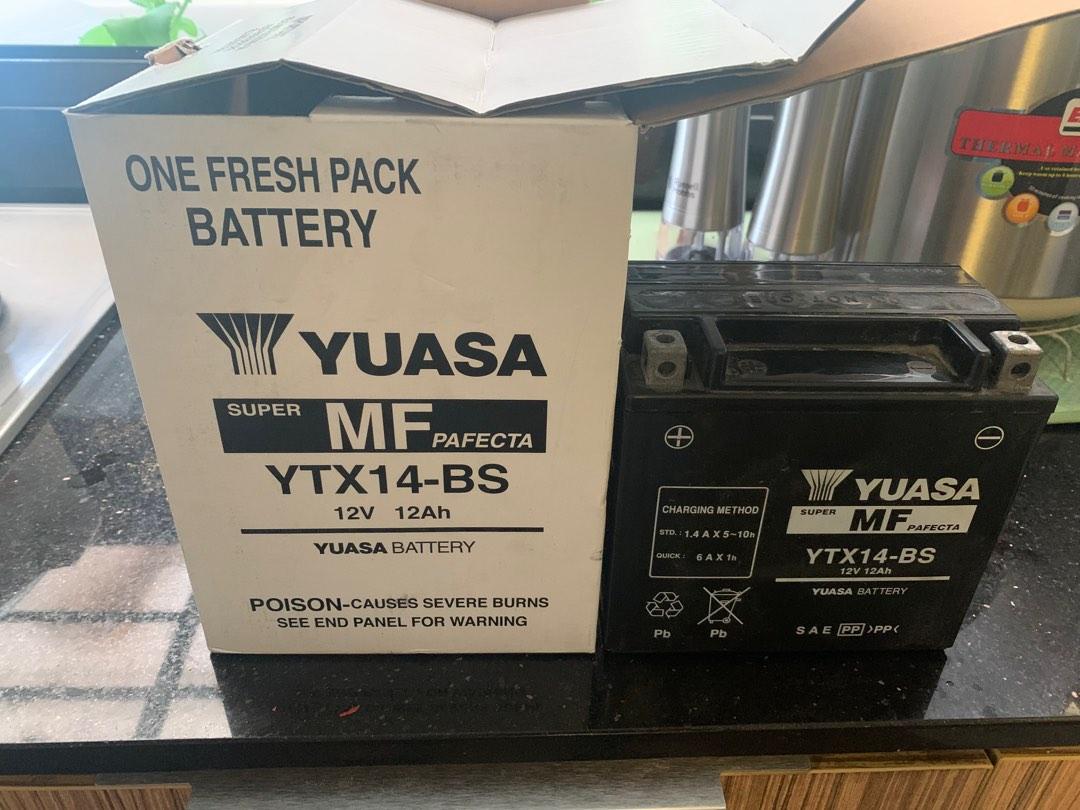 ONE FRESH PACK
BATTERY
YUASA
SUPER MF PAFECTA
YTX14-BS
12V 12Ah
YUASA BATTERY
POISON-CAUSES SEVERE BURNS
SEE END PANEL FOR WARNING
THERMAL
CHARGING METHOD
STD. : 1.4 A X 5~10h
QUICK : 6 A X 1h
Pb
Pb
YUASA
SUPER MF PAFECTA
YTX14-BS
12V 12Ah
YUASA BATTERY
SAE PP >PP<